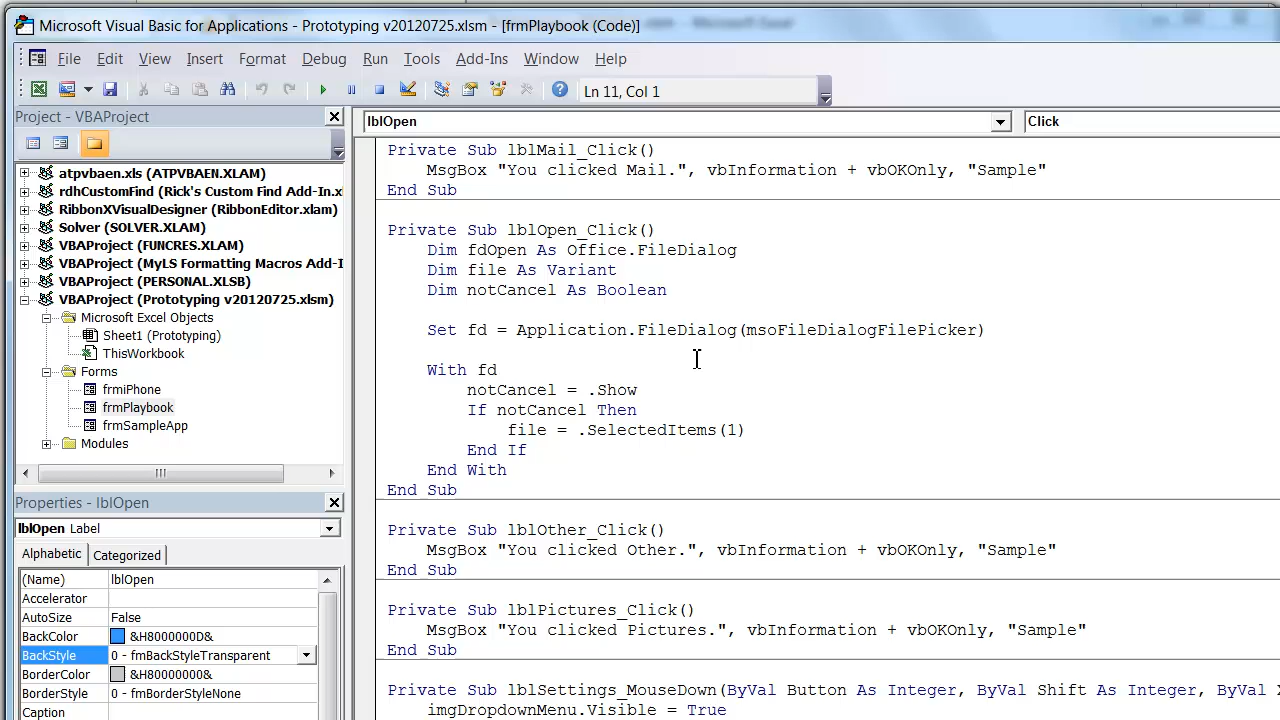 Microsoft Visual Basic for Applications - Prototyping v20120725.xlsm - [frmPlaybook (Code)]
File Edit View Insert Format Debug Run Tools Add-Ins Window Help
Ln 11, Col 1
Project - VBAProject
atpvbaen.xls (ATPVBAEN.XLAM)
rdhCustomFind (Rick's Custom Find Add-In.x
RibbonXVisualDesigner (RibbonEditor.xlam)
Solver (SOLVER.XLAM)
VBAProject (FUNCRES.XLAM)
VBAProject (MyLS Formatting Macros Add-I
VBAProject (PERSONAL.XLSB)
VBAProject (Prototyping v20120725.xlsm)
Microsoft Excel Objects
Sheet1 (Prototyping)
ThisWorkbook
Forms
frmiPhone
frmPlaybook
frmSampleApp
Modules
Properties - lblOpen
lblOpen Label
Alphabetic Categorized
(Name) lblOpen
Accelerator
AutoSize False
BackColor &H8000000D&
BackStyle 0 - fmBackStyleTransparent
BorderColor &H80000000&
BorderStyle 0 - fmBorderStyleNone
Caption
lblOpen Click
Private Sub lblMail_Click()
MsgBox "You clicked Mail.", vbInformation + vbOKOnly, "Sample"
End Sub
Private Sub lblOpen_Click()
Dim fdOpen As Office.FileDialog
Dim file As Variant
Dim notCancel As Boolean
Set fd = Application.FileDialog(msoFileDialogFilePicker)
With fd
notCancel = .Show
If notCancel Then
file = .SelectedItems(1)
End If
End With
End Sub
Private Sub lblOther_Click()
MsgBox "You clicked Other.", vbInformation + vbOKOnly, "Sample"
End Sub
Private Sub lblPictures_Click()
MsgBox "You clicked Pictures.", vbInformation + vbOKOnly, "Sample"
End Sub
Private Sub lblSettings_MouseDown(ByVal Button As Integer, ByVal Shift As Integer, ByVal X
imgDropdownMenu.Visible = True